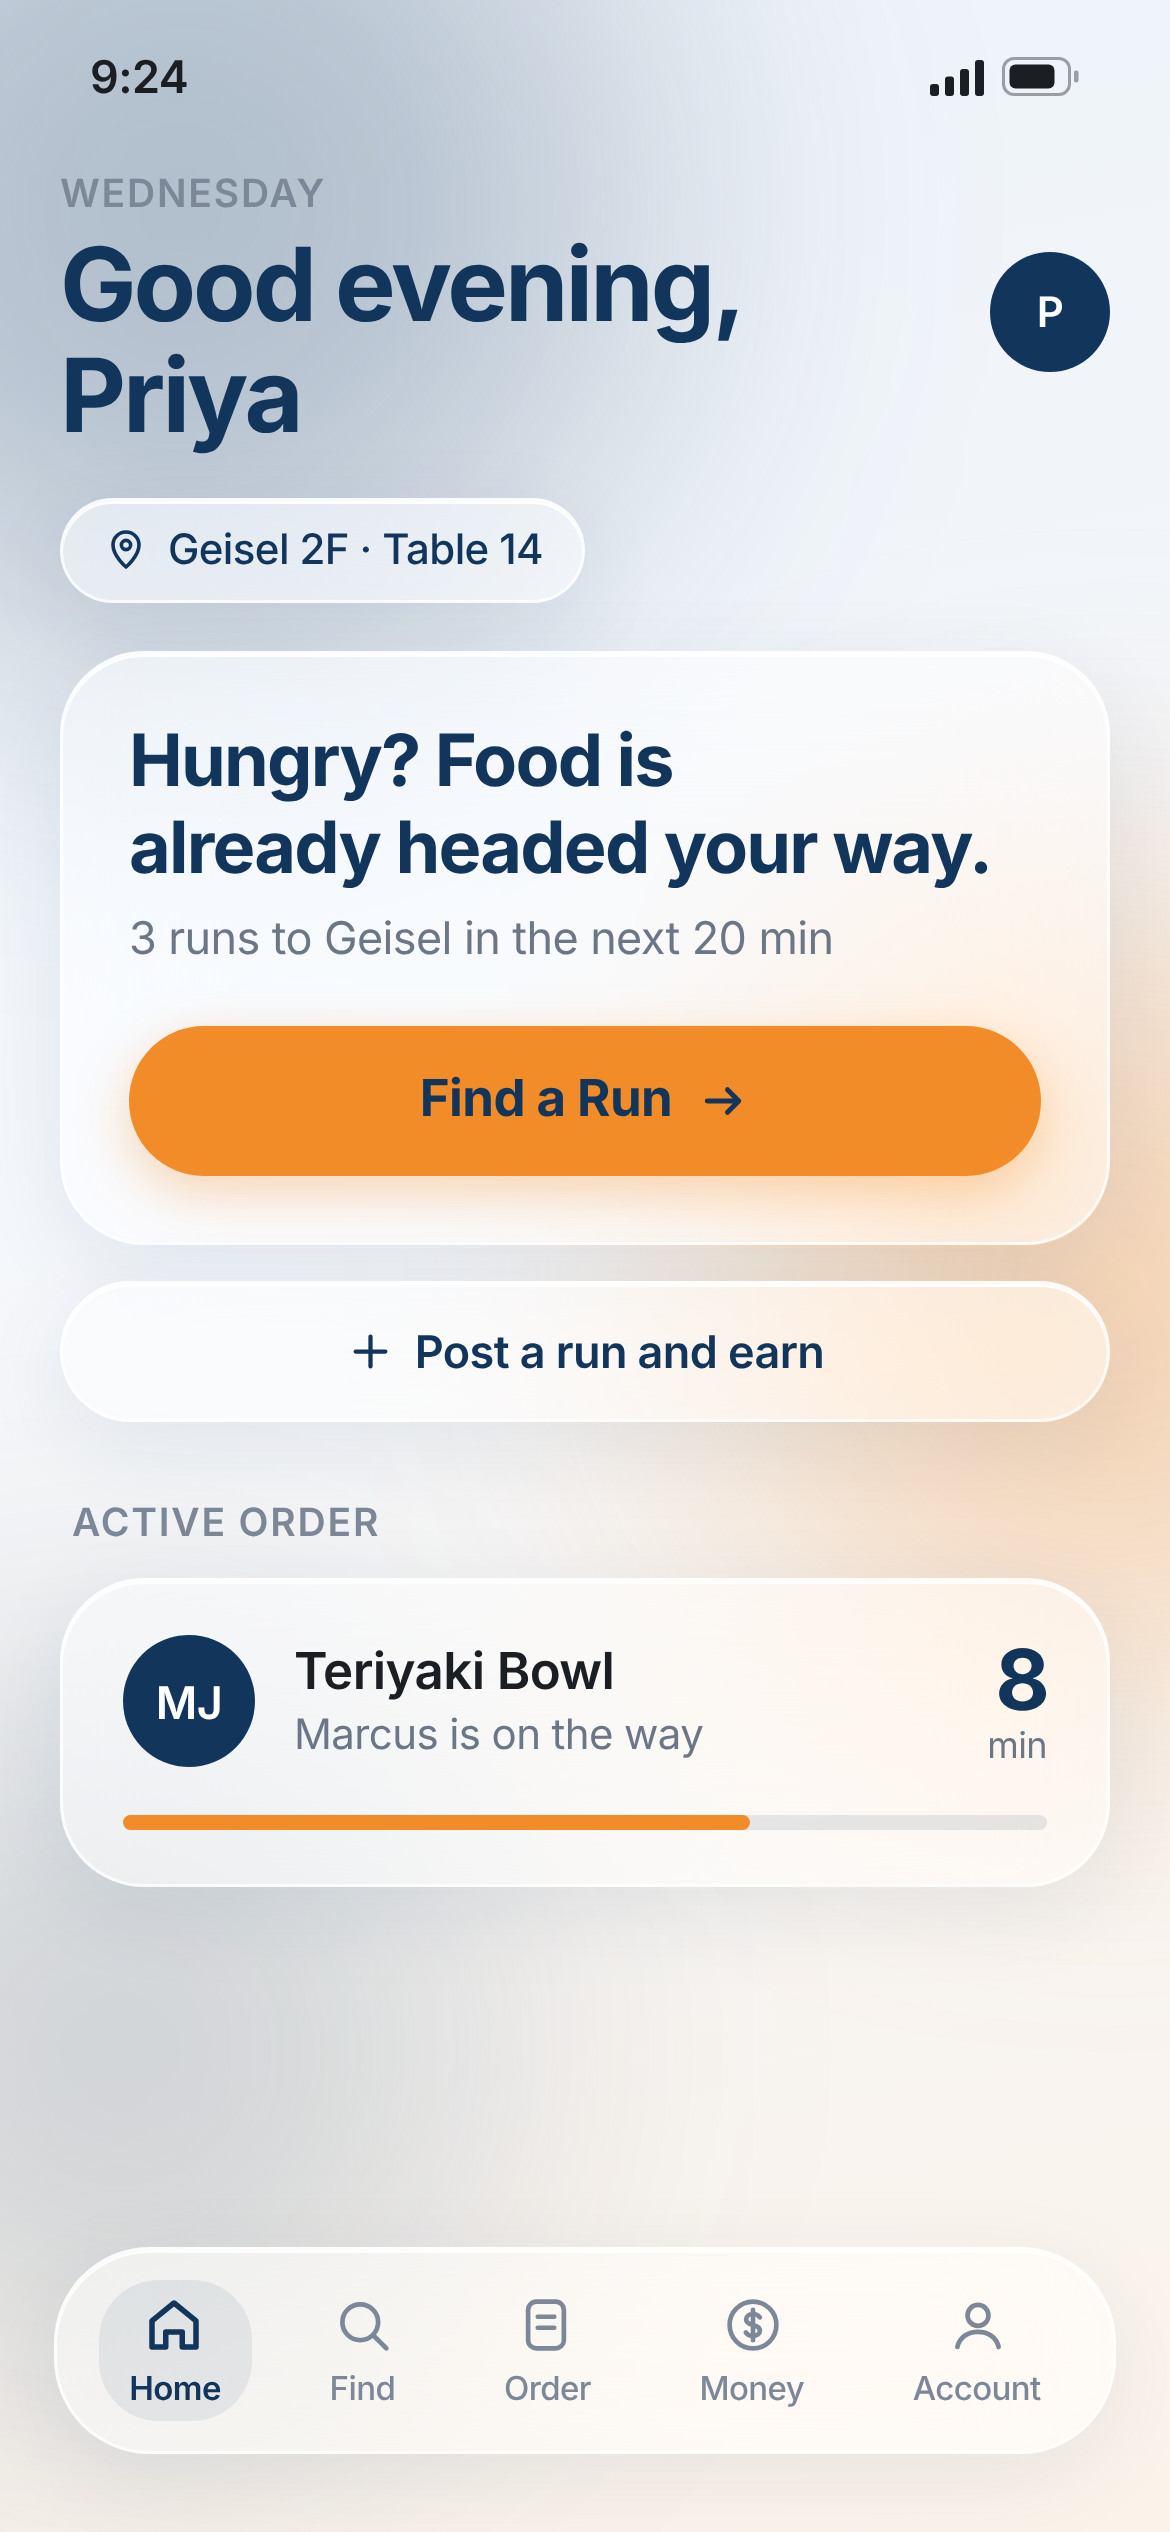 9:24
WEDNESDAY
Good evening,
Priya
P
Geisel 2F · Table 14
Hungry? Food is
already headed your way.
3 runs to Geisel in the next 20 min
Find a Run →
+ Post a run and earn
ACTIVE ORDER
MJ
Teriyaki Bowl
Marcus is on the way
8
min
Home
Find
Order
Money
Account